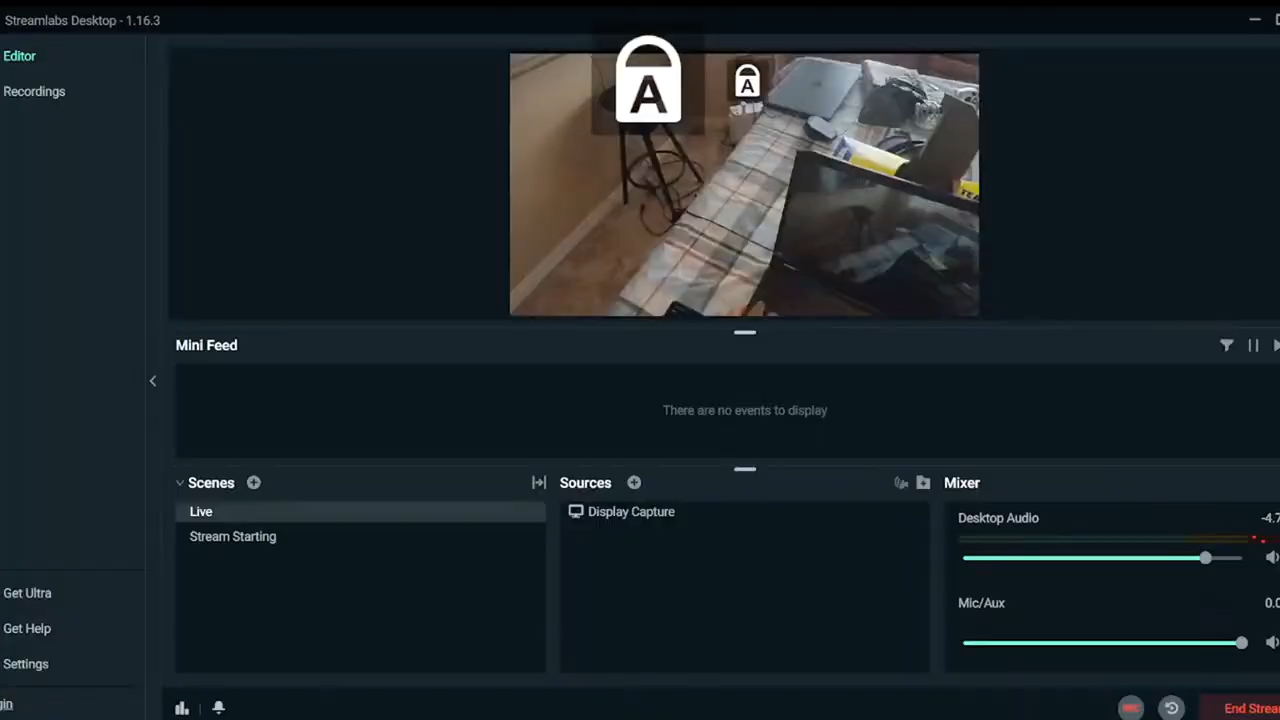 Streamlabs Desktop - 1.16.3
Editor
Recordings
A
A
Mini Feed
There are no events to display
Scenes
Sources
Mixer
Live
Stream Starting
Display Capture
Desktop Audio
-4.7
Mic/Aux
0.0
Get Ultra
Get Help
Settings
gin
REC
End Strea